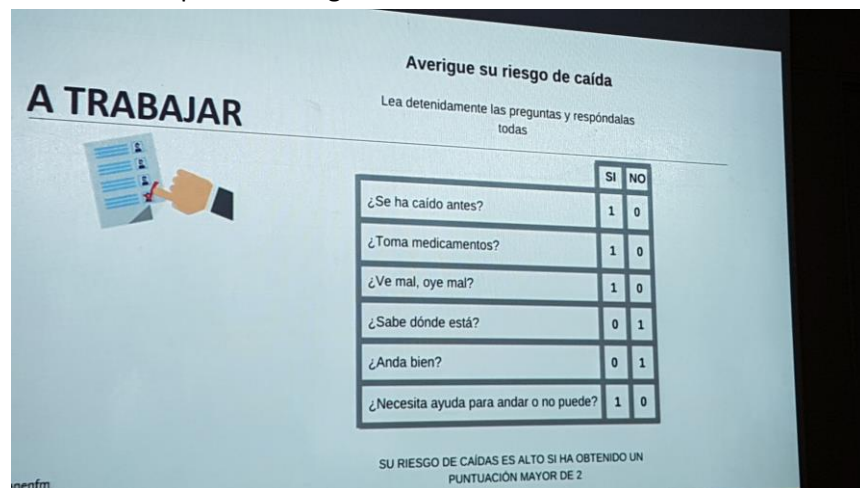 A TRABAJAR
Averigue su riesgo de caída
Lea detenidamente las preguntas y respóndalas
todas
SI NO
¿Se ha caído antes? 1 0
¿Toma medicamentos? 1 0
¿Ve mal, oye mal? 1 0
¿Sabe dónde está? 0 1
¿Anda bien? 0 1
¿Necesita ayuda para andar o no puede? 1 0
SU RIESGO DE CAÍDAS ES ALTO SI HA OBTENIDO UN
PUNTUACIÓN MAYOR DE 2